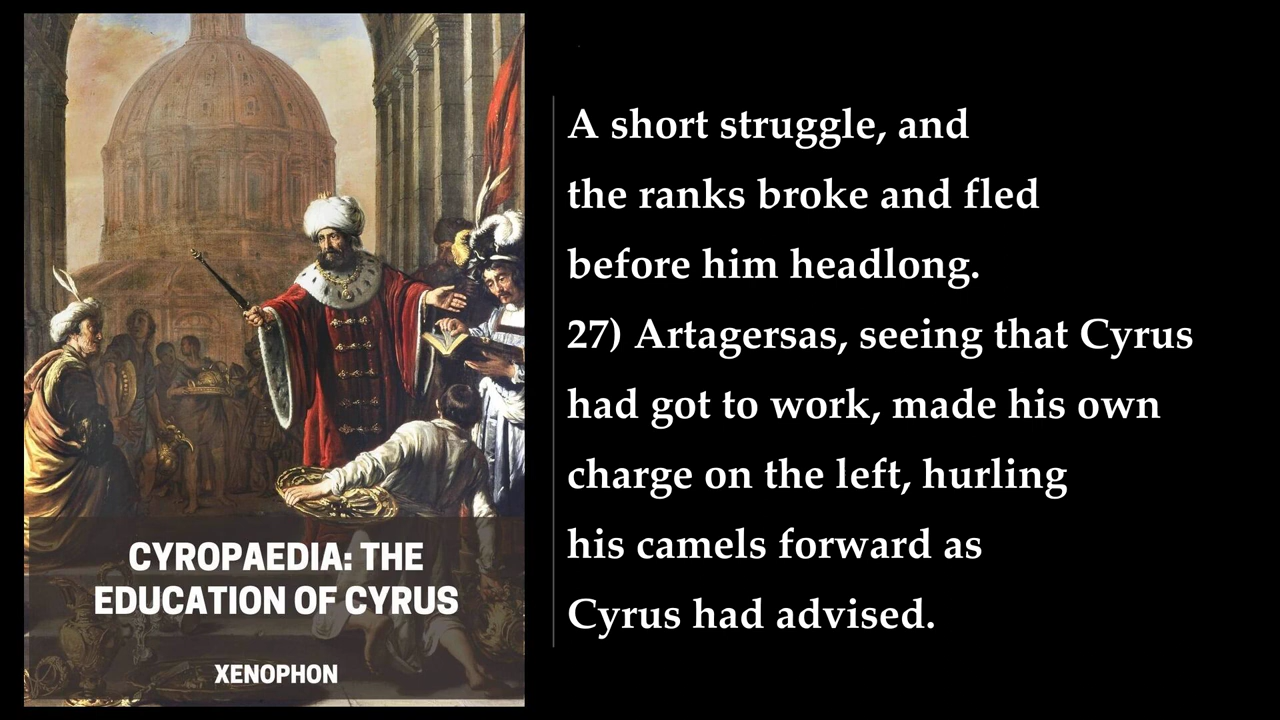 CYROPAEDIA: THE
EDUCATION OF CYRUS
XENOPHON
A short struggle, and
the ranks broke and fled
before him headlong.
27) Artagersas, seeing that Cyrus
had got to work, made his own
charge on the left, hurling
his camels forward as
Cyrus had advised.